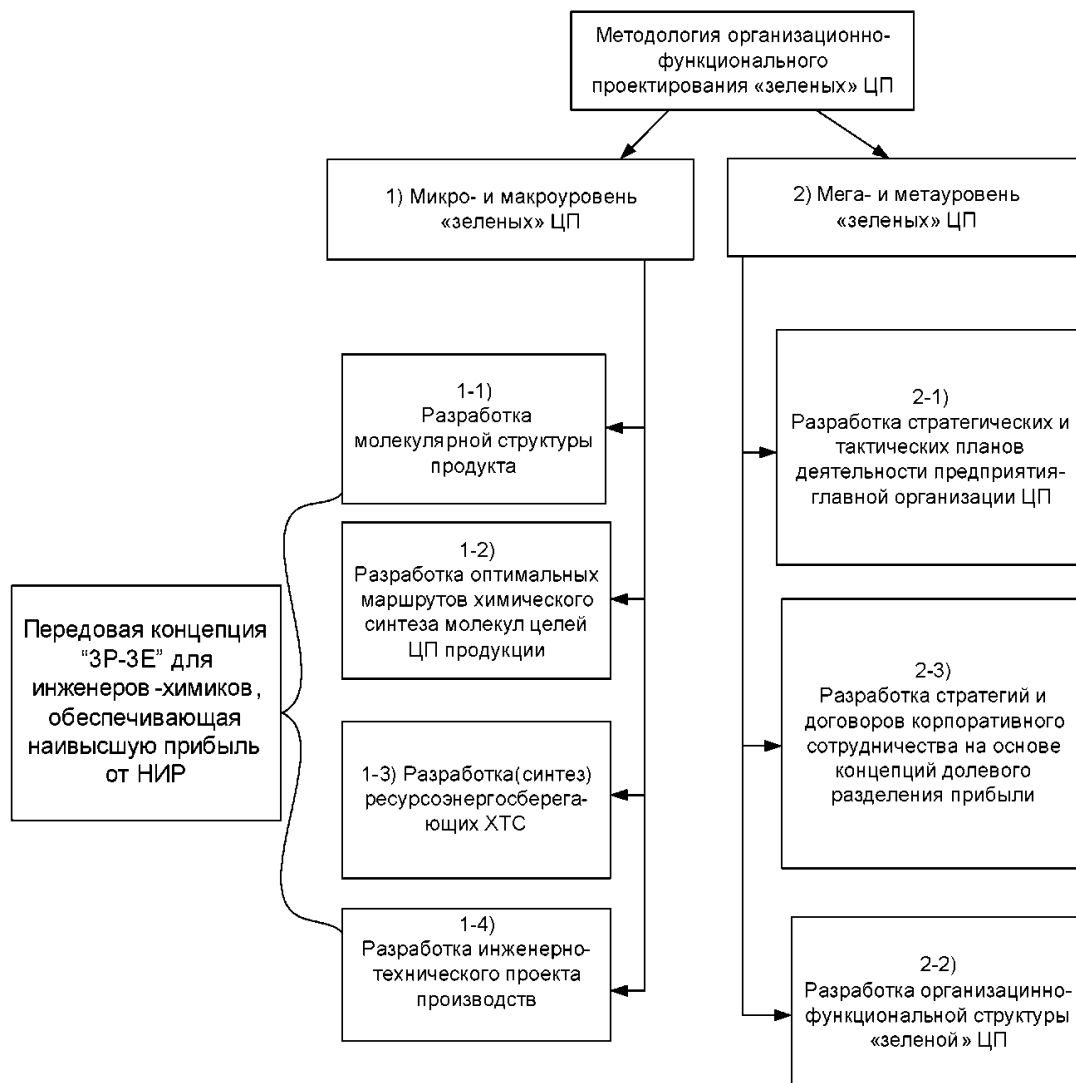 Методология организационно-
функционального
проектирования «зеленых» ЦП
1) Микро- и макроуровень
«зеленых» ЦП
2) Мега- и метауровень
«зеленых» ЦП
1-1)
Разработка
молекулярной структуры
продукта
1-2)
Разработка оптимальных
маршрутов химического
синтеза молекул целей
ЦП продукции
1-3) Разработка(синтез)
ресурсоэнергосберега-
ющих ХТС
1-4)
Разработка инженерно-
технического проекта
производств
Передовая концепция
"3P-3E" для
инженеров-химиков,
обеспечивающая
наивысшую прибыль
от НИР
2-1)
Разработка стратегических и
тактических планов
деятельности предприятия-
главной организации ЦП
2-3)
Разработка стратегий и
договоров корпоративного
сотрудничества на основе
концепций долевого
разделения прибыли
2-2)
Разработка организацинно-
функциональной структуры
«зеленой» ЦП